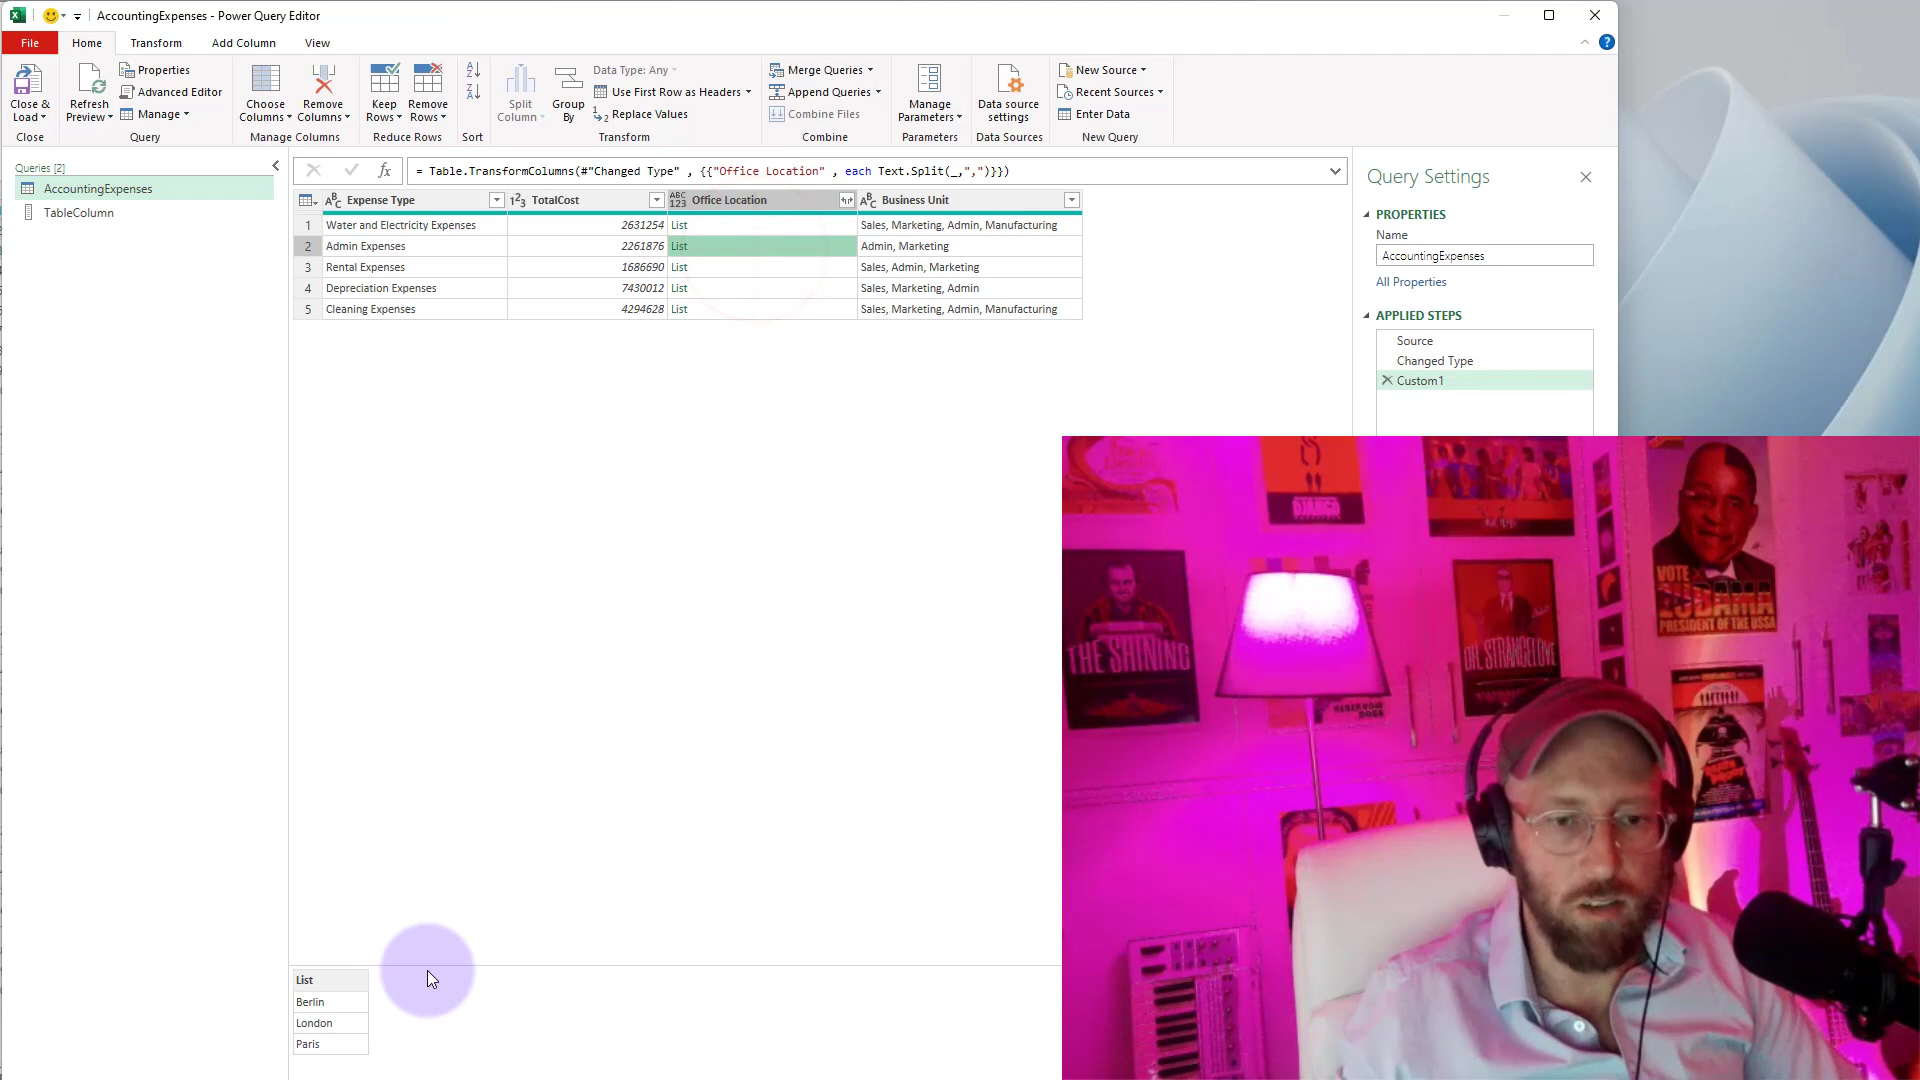 AccountingExpenses - Power Query Editor
File Home Transform Add Column View
Close & Load
Close
Refresh Preview
Properties
Advanced Editor
Manage
Query
Choose Columns
Remove Columns
Manage Columns
Keep Rows
Remove Rows
Reduce Rows
Sort
Split Column
Group By
Data Type: Any
Use First Row as Headers
Replace Values
Transform
Merge Queries
Append Queries
Combine Files
Combine
Manage Parameters
Parameters
Data source settings
Data Sources
New Source
Recent Sources
Enter Data
New Query
Queries [2]
AccountingExpenses
TableColumn
= Table.TransformColumns(#"Changed Type" , {{"Office Location" , each Text.Split(_,",")}})
Expense Type TotalCost Office Location Business Unit
1 Water and Electricity Expenses 2631254 List Sales, Marketing, Admin, Manufacturing
2 Admin Expenses 2261876 List Admin, Marketing
3 Rental Expenses 1686690 List Sales, Admin, Marketing
4 Depreciation Expenses 7430012 List Sales, Marketing, Admin
5 Cleaning Expenses 4294628 List Sales, Marketing, Admin, Manufacturing
Query Settings
PROPERTIES
Name
AccountingExpenses
All Properties
APPLIED STEPS
Source
Changed Type
Custom1
List
Berlin
London
Paris
DJANGO
THE SHINING
DR. STRANGELOVE
RESERVOIR DOGS
VOTE
ZUBAMA
PRESIDENT OF THE USSA